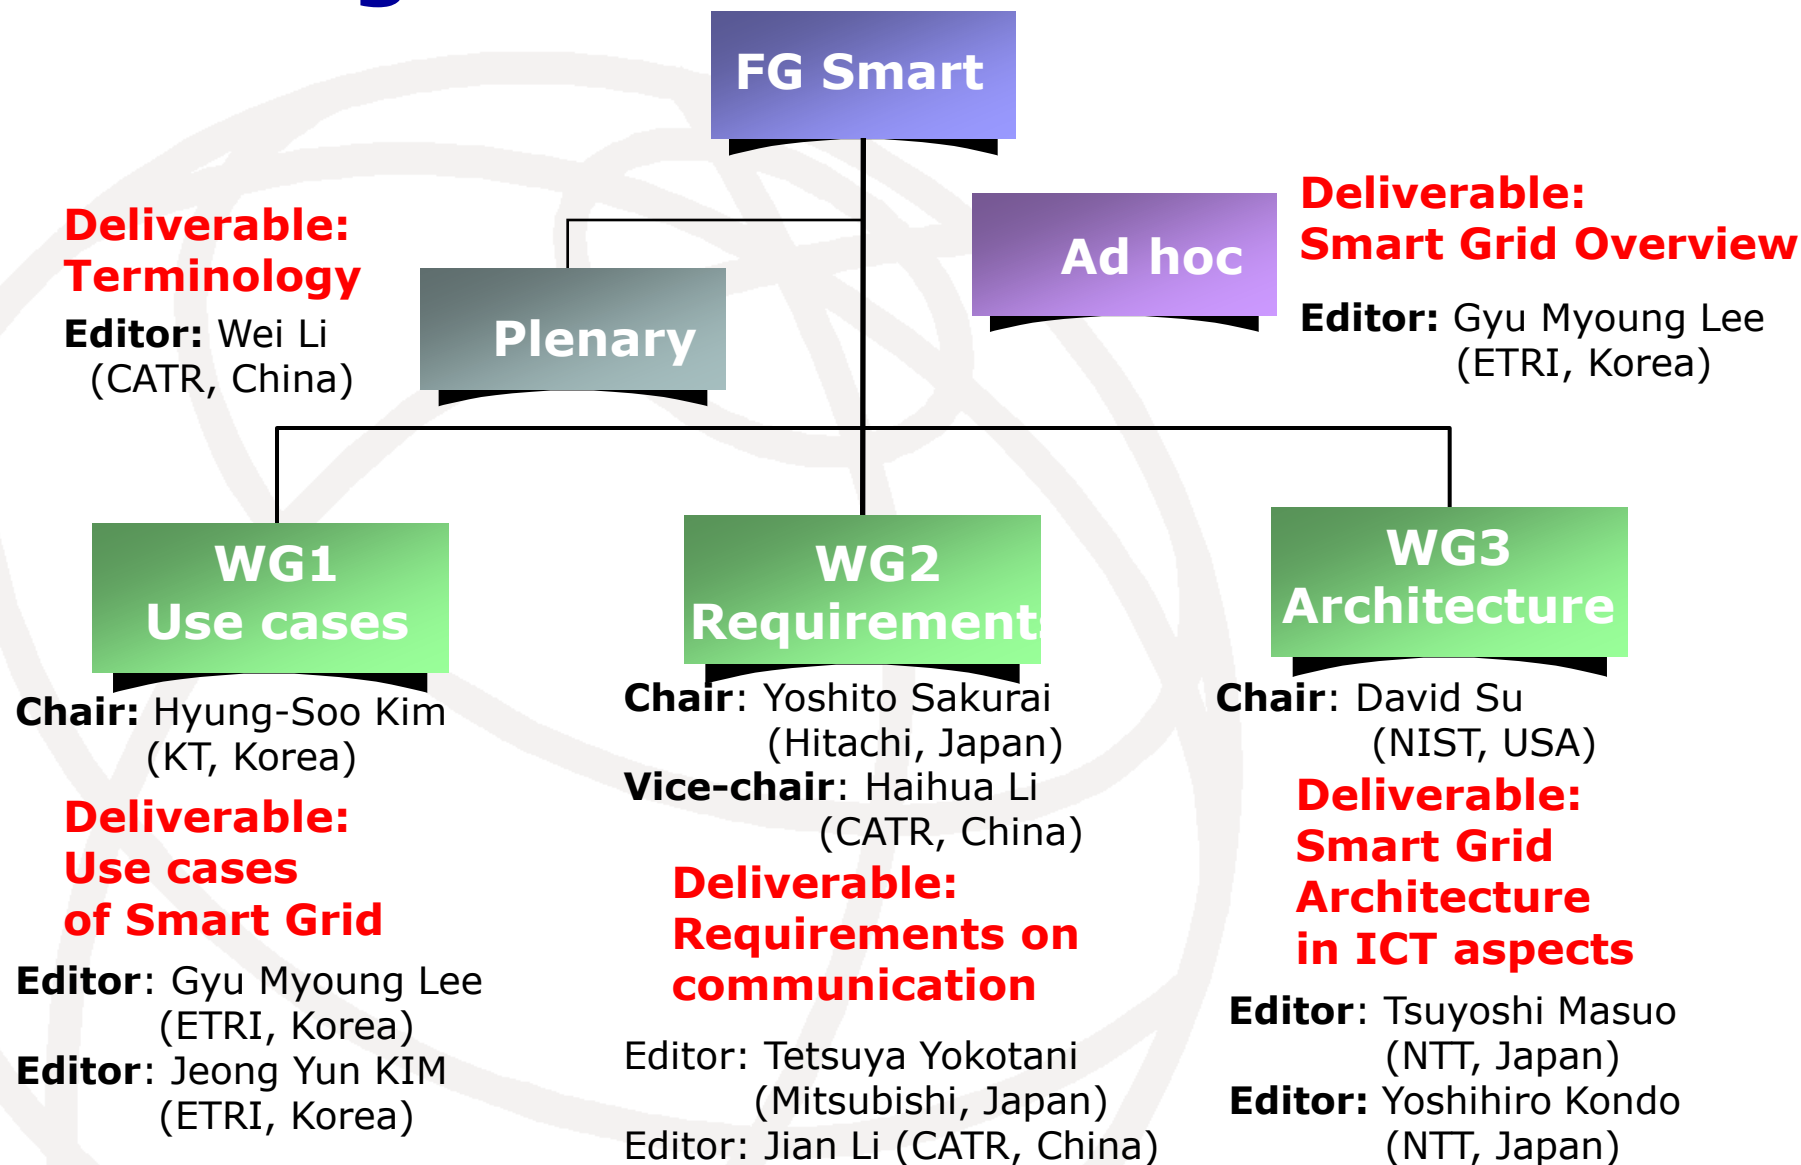 FG Smart
Deliverable:
Terminology
Editor: Wei Li
(CATR, China)
Plenary
Ad hoc
Deliverable:
Smart Grid Overview
Editor: Gyu Myoung Lee
(ETRI, Korea)
WG1
Use cases
Chair: Hyung-Soo Kim
(KT, Korea)
Deliverable:
Use cases
of Smart Grid
Editor: Gyu Myoung Lee
(ETRI, Korea)
Editor: Jeong Yun KIM
(ETRI, Korea)
WG2
Requirements
Chair: Yoshito Sakurai
(Hitachi, Japan)
Vice-chair: Haihua Li
(CATR, China)
Deliverable:
Requirements on
communication
Editor: Tetsuya Yokotani
(Mitsubishi, Japan)
Editor: Jian Li (CATR, China)
WG3
Architecture
Chair: David Su
(NIST, USA)
Deliverable:
Smart Grid
Architecture
in ICT aspects
Editor: Tsuyoshi Masuo
(NTT, Japan)
Editor: Yoshihiro Kondo
(NTT, Japan)